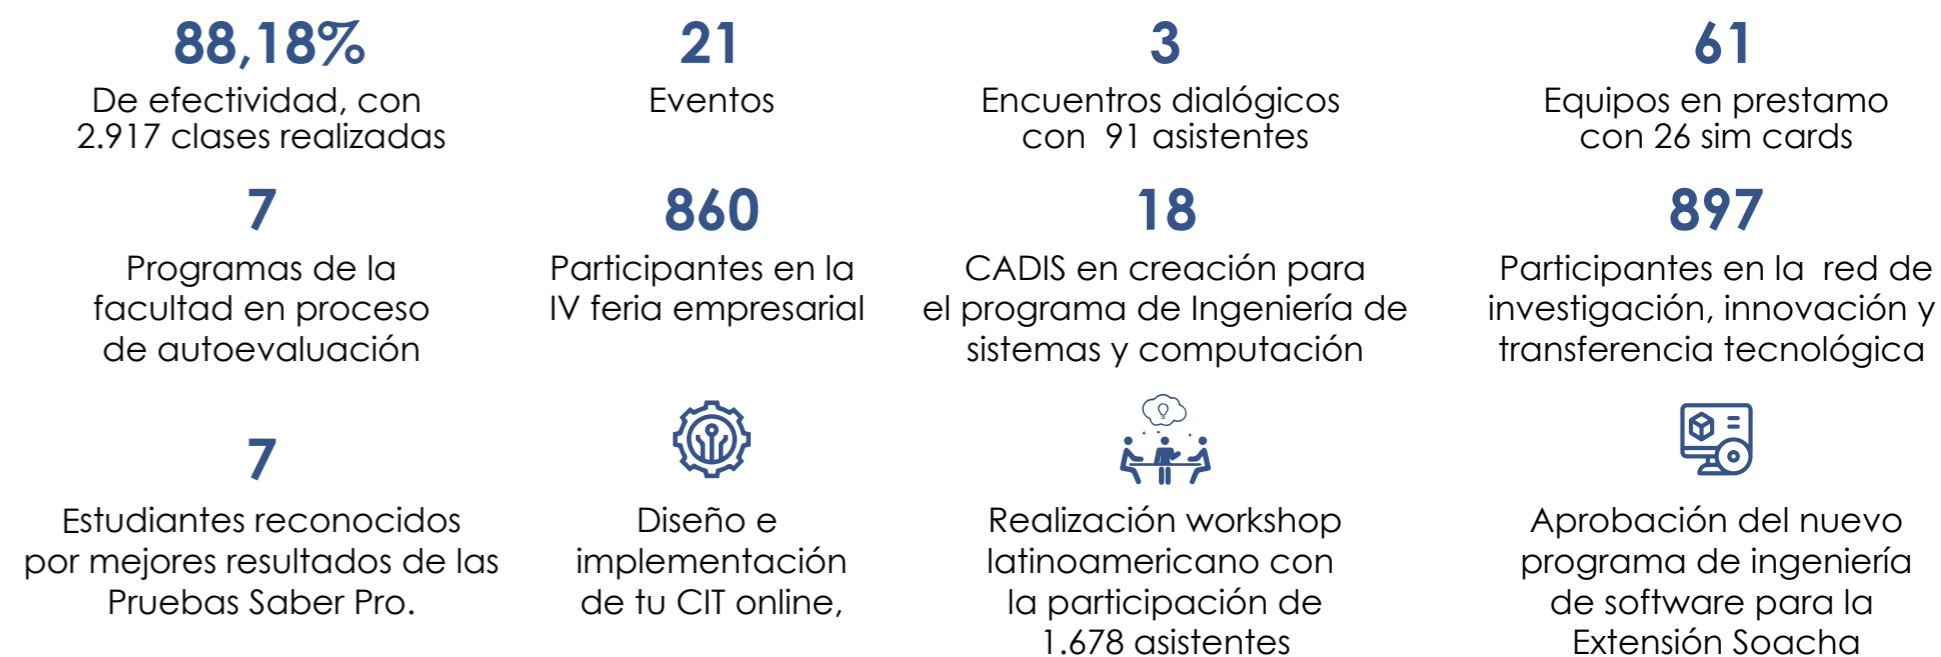 88,18%
De efectividad, con
2.917 clases realizadas
21
Eventos
3
Encuentros dialógicos
con 91 asistentes
61
Equipos en prestamo
con 26 sim cards
7
Programas de la
facultad en proceso
de autoevaluación
860
Participantes en la
IV feria empresarial
18
CADIS en creación para
el programa de Ingeniería de
sistemas y computación
897
Participantes en la red de
investigación, innovación y
transferencia tecnológica
7
Estudiantes reconocidos
por mejores resultados de las
Pruebas Saber Pro.
Diseño e
implementación
de tu CIT online,
Realización workshop
latinoamericano con
la participación de
1.678 asistentes
Aprobación del nuevo
programa de ingeniería
de software para la
Extensión Soacha